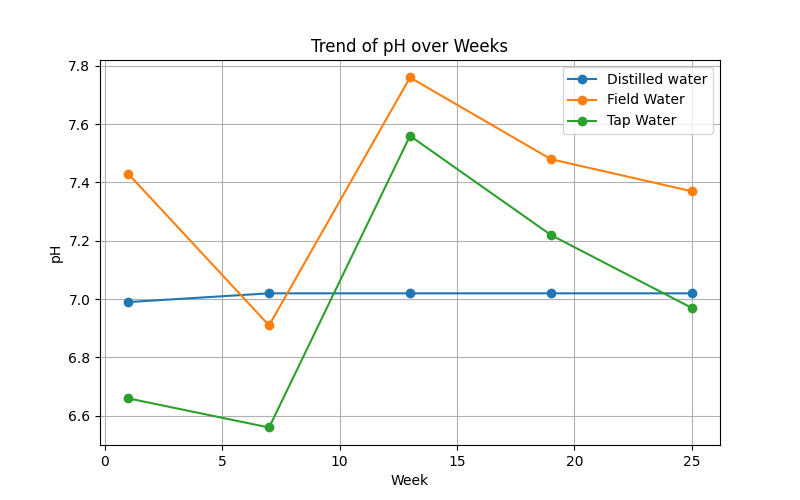 Trend of pH over Weeks
Distilled water
Field Water
Tap Water
7.8
7.6
7.4
7.2
7.0
6.8
6.6
pH
0 5 10 15 20 25
Week